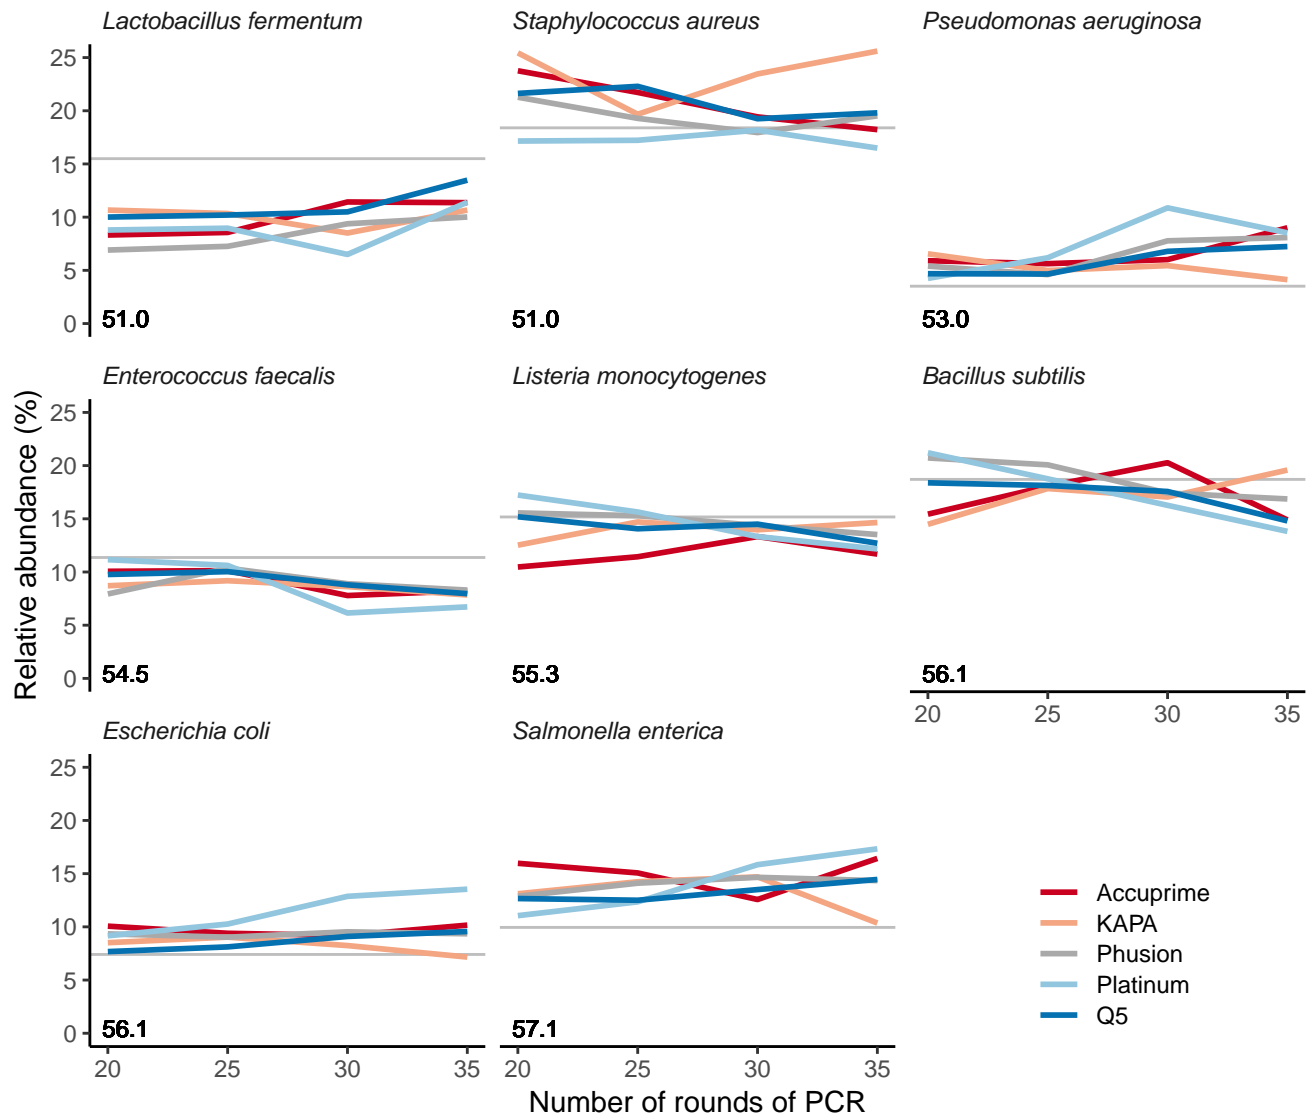 Lactobacillus fermentum
Staphylococcus aureus
Pseudomonas aeruginosa
25
20
15
10
5
0
51.0
51.0
53.0
Enterococcus faecalis
Listeria monocytogenes
Bacillus subtilis
Relative abundance (%)
25
20
15
10
5
0
54.5
55.3
56.1
20 25 30 35
Escherichia coli
Salmonella enterica
25
20
15
10
5
0
56.1
57.1
20 25 30 35
20 25 30 35
Number of rounds of PCR
Accuprime
KAPA
Phusion
Platinum
Q5